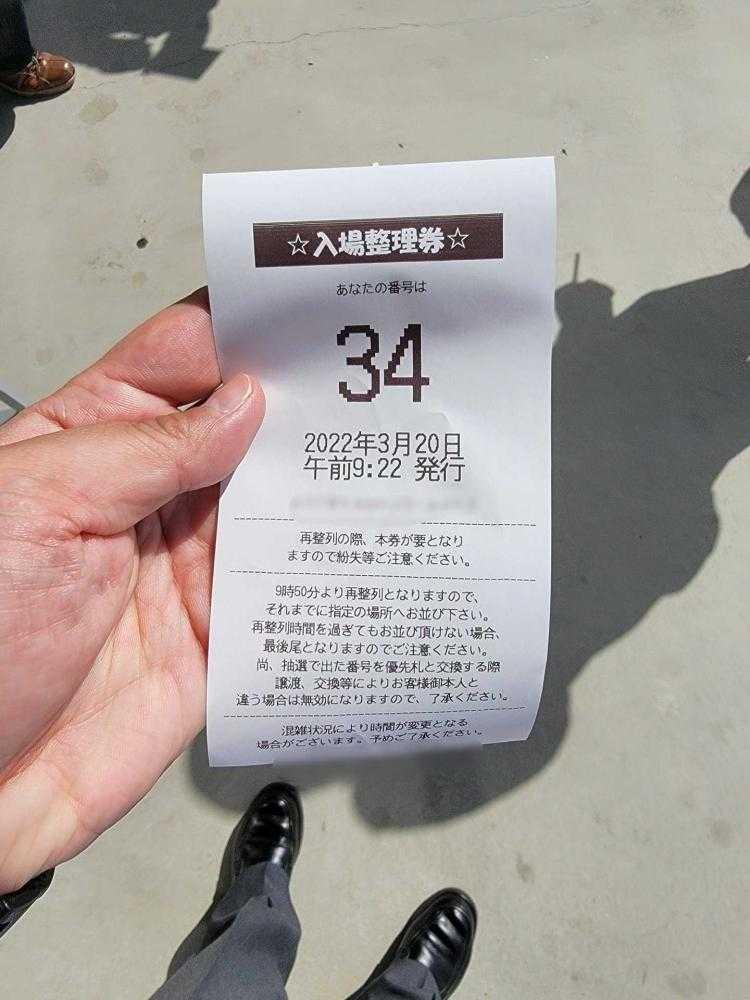 ☆入場整理券☆
あなたの番号は
34
2022年3月20日
午前9:22 発行
再整列の際、本券が要となり
ますので紛失等ご注意ください。
9時50分より再整列となりますので、
それまでに指定の場所へお並び下さい。
再整列時間を過ぎてもお並び頂けない場合、
最後尾となりますのでご注意ください。
尚、抽選で出た番号を優先札と交換する際
譲渡、交換等によりお客様御本人と
違う場合は無効になりますので、了承ください。
混雑状況により時間が変更となる
場合がございます。予めご了承ください。